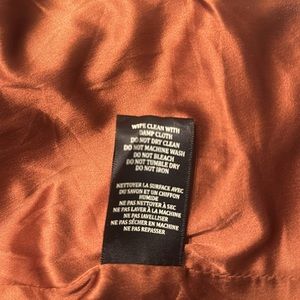 WIPE CLEAN WITH
DAMP CLOTH
DO NOT DRY CLEAN
DO NOT MACHINE WASH
DO NOT BLEACH
DO NOT TUMBLE DRY
DO NOT IRON
NETTOYER LA SURFACE AVEC
DU SAVON ET UN CHIFFON
HUMIDE
NE PAS NETTOYER À SEC
NE PAS LAVER À LA MACHINE
NE PAS JAVELLISER
NE PAS SÉCHER EN MACHINE
NE PAS REPASSER